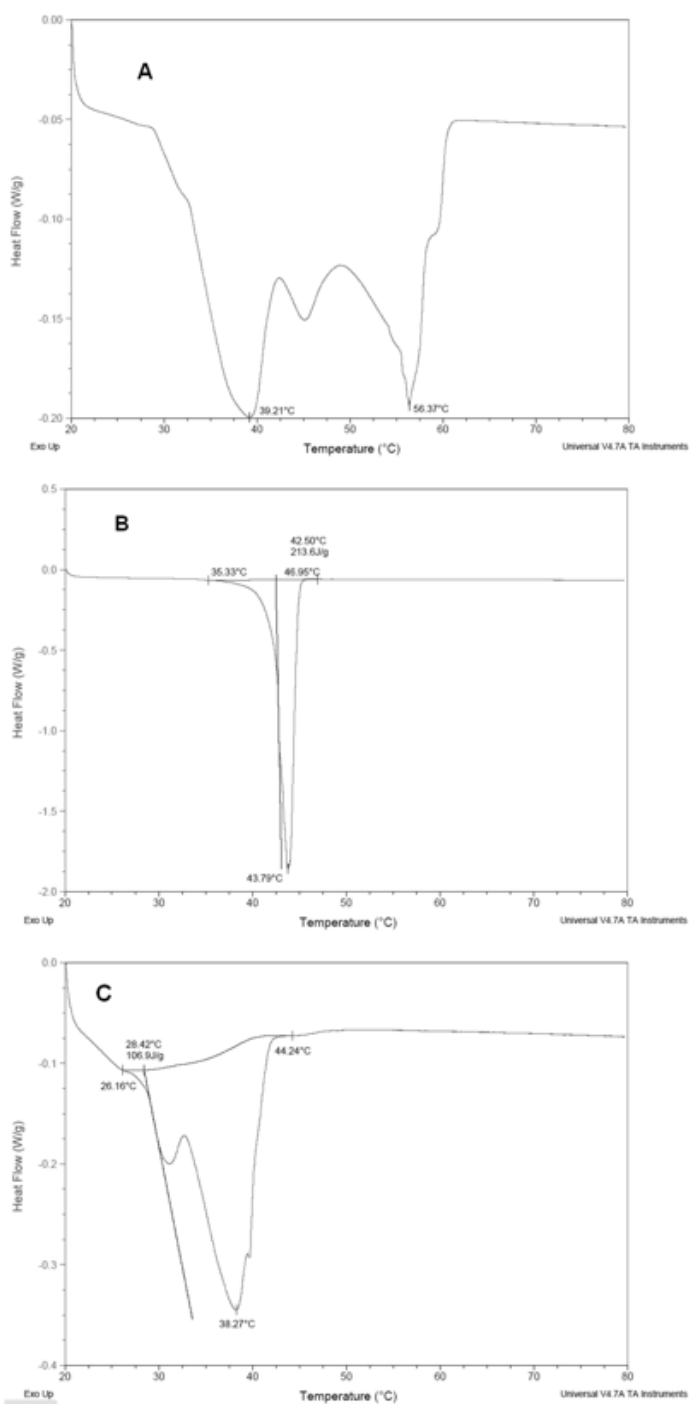 0.00
A
-0.05
-0.10
-0.15
-0.20
Heat Flow (W/g)
39.21°C
56.37°C
20 30 40 50 60 70 80
Exo Up
Temperature (°C)
Universal V4.7A TA Instruments
0.5
B
0.0
-0.5
-1.0
-1.5
-2.0
Heat Flow (W/g)
42.50°C
213.6J/g
35.33°C
46.95°C
43.79°C
20 30 40 50 60 70 80
Exo Up
Temperature (°C)
Universal V4.7A TA Instruments
0.0
C
-0.1
-0.2
-0.3
-0.4
Heat Flow (W/g)
28.42°C
106.9J/g
26.16°C
44.24°C
38.27°C
20 30 40 50 60 70 80
Exo Up
Temperature (°C)
Universal V4.7A TA Instruments